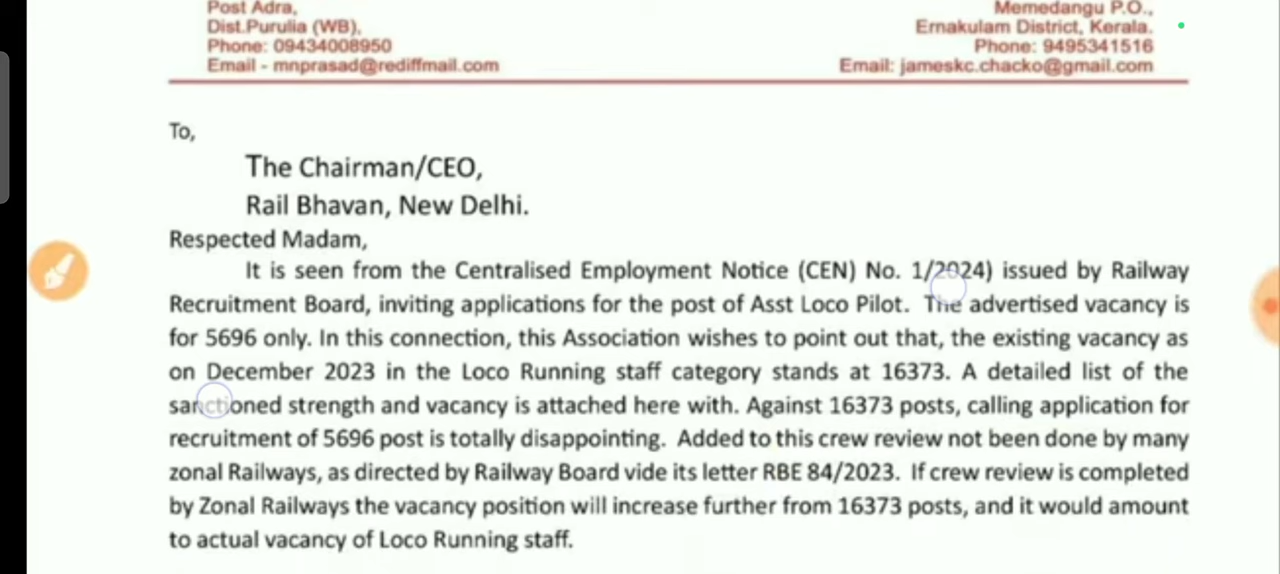 Post Adra,
Dist.Purulia (WB),
Phone: 09434008950
Email - mnprasad@rediffmail.com
Memedangu P.O.,
Ernakulam District, Kerala.
Phone: 9495341516
Email: jameskc.chacko@gmail.com
To,
The Chairman/CEO,
Rail Bhavan, New Delhi.
Respected Madam,
It is seen from the Centralised Employment Notice (CEN) No. 1/2024) issued by Railway
Recruitment Board, inviting applications for the post of Asst Loco Pilot. The advertised vacancy is
for 5696 only. In this connection, this Association wishes to point out that, the existing vacancy as
on December 2023 in the Loco Running staff category stands at 16373. A detailed list of the
sanctioned strength and vacancy is attached here with. Against 16373 posts, calling application for
recruitment of 5696 post is totally disappointing. Added to this crew review not been done by many
zonal Railways, as directed by Railway Board vide its letter RBE 84/2023. If crew review is completed
by Zonal Railways the vacancy position will increase further from 16373 posts, and it would amount
to actual vacancy of Loco Running staff.